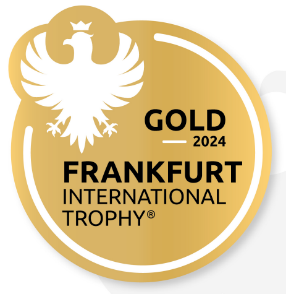 GOLD
2024
FRANKFURT
INTERNATIONAL
TROPHY®